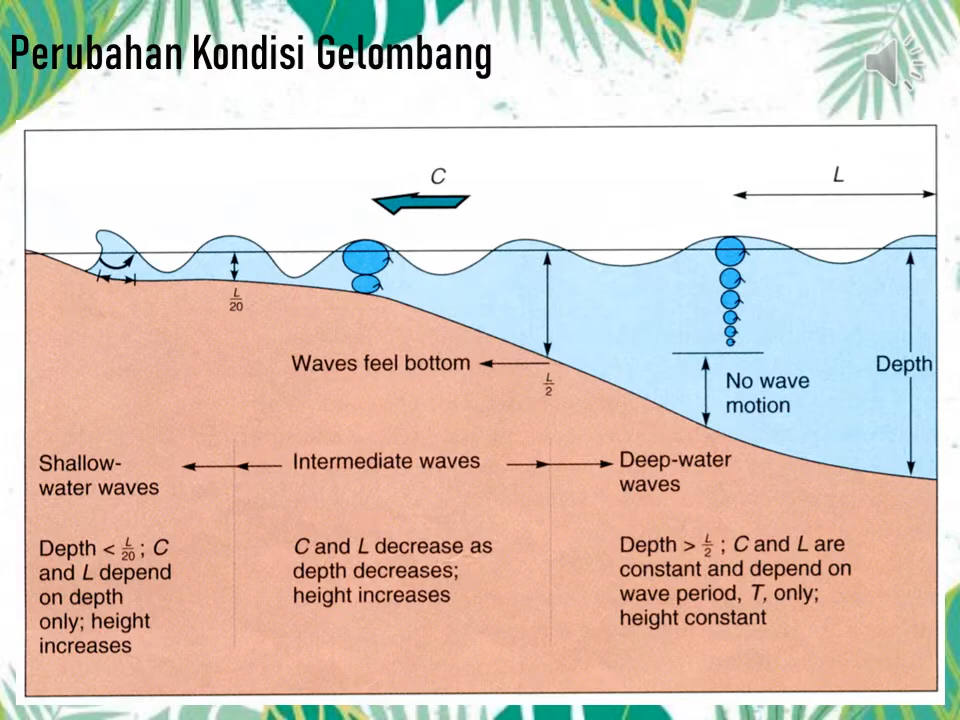 Perubahan Kondisi Gelombang
C
L
L/20
Waves feel bottom
L/2
No wave
motion
Depth
Shallow-
water waves
Intermediate waves
Deep-water
waves
Depth < L/20 ; C
and L depend
on depth
only; height
increases
C and L decrease as
depth decreases;
height increases
Depth > L/2 ; C and L are
constant and depend on
wave period, T, only;
height constant